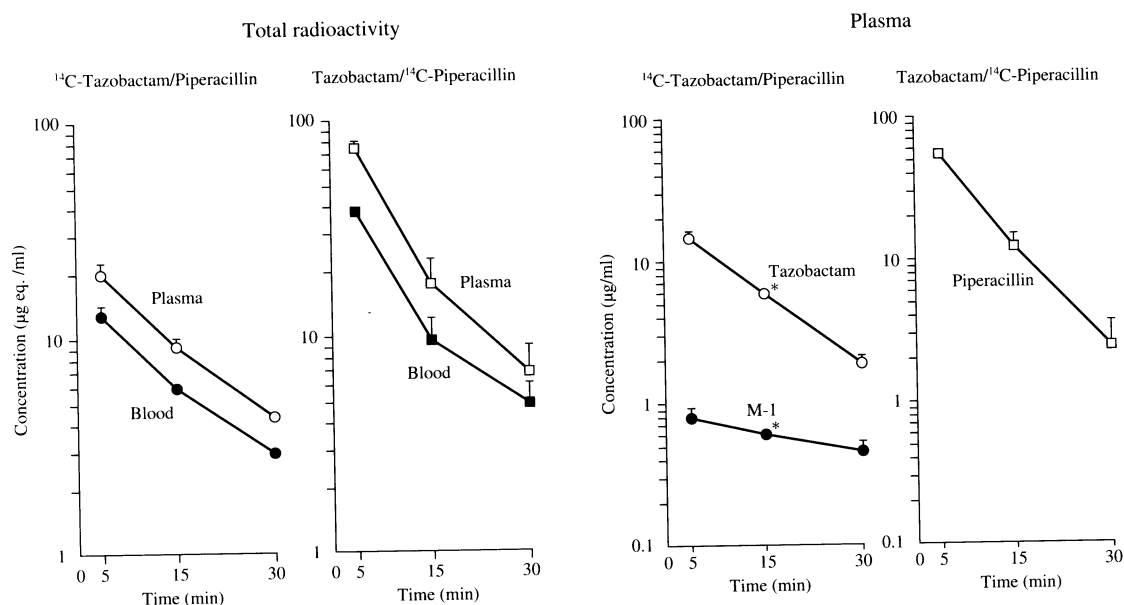 Total radioactivity
Plasma
¹⁴C-Tazobactam/Piperacillin
Tazobactam/¹⁴C-Piperacillin
¹⁴C-Tazobactam/Piperacillin
Tazobactam/¹⁴C-Piperacillin
Concentration (μg eq. /ml)
100
10
1
Plasma
Blood
0 5 15 30
Time (min)
100
10
1
Plasma
Blood
0 5 15 30
Time (min)
Concentration (μg/ml)
100
10
1
0.1
Tazobactam
*
M-1
*
0 5 15 30
Time (min)
100
10
1
0.1
Piperacillin
0 5 15 30
Time (min)